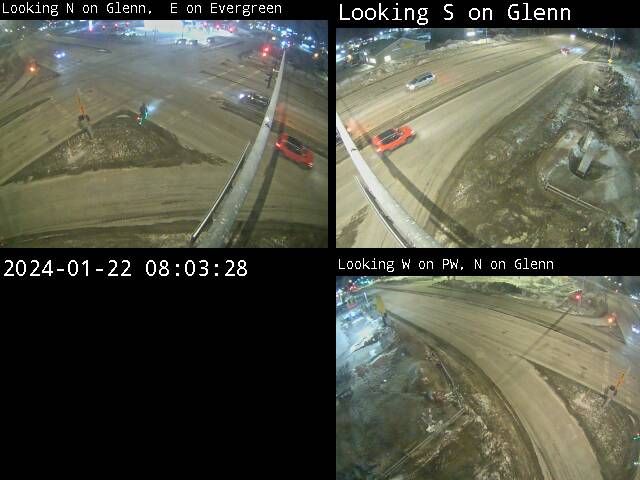 Looking N on Glenn,  E on Evergreen
Looking S on Glenn
2024-01-22 08:03:28
Looking W on PW, N on Glenn